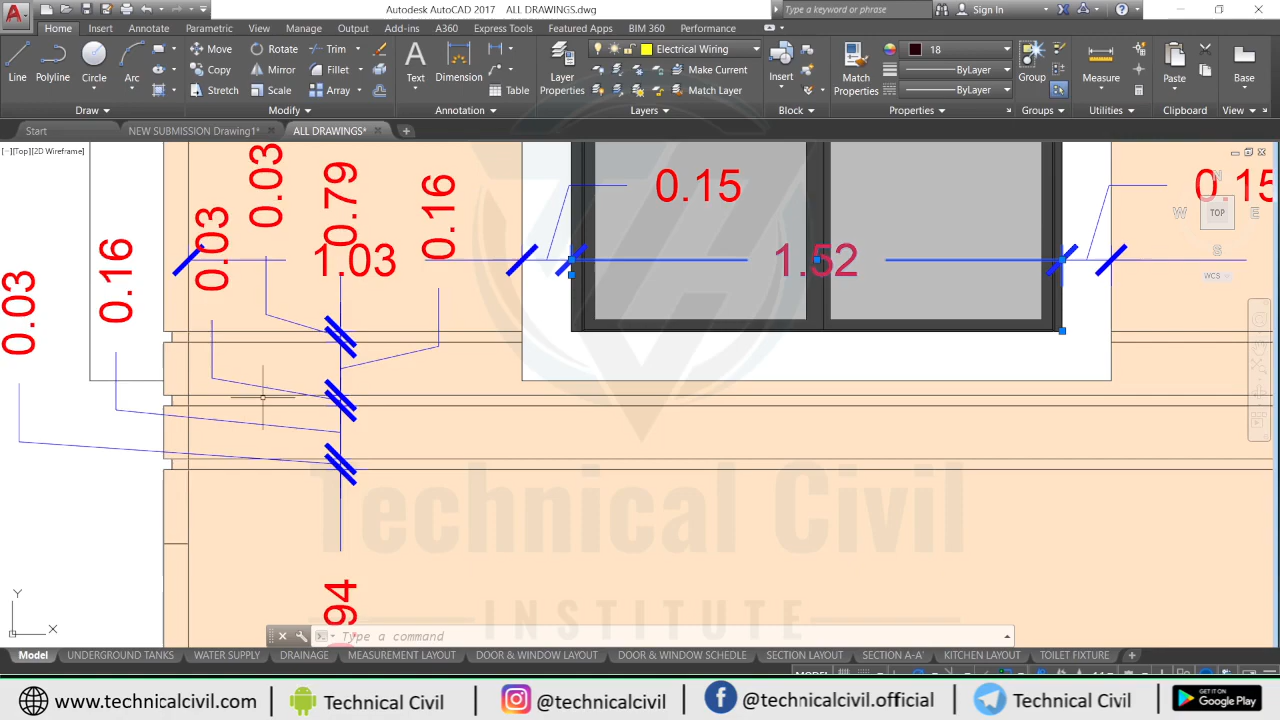 Autodesk AutoCAD 2017 ALL DRAWINGS.dwg
Type a keyword or phrase
Sign In
Home Insert Annotate Parametric View Manage Output Add-ins A360 Express Tools Featured Apps BIM 360 Performance
Line Polyline Circle Arc
Move Rotate Trim
Copy Mirror Fillet
Stretch Scale Array
Text Dimension Table
Layer Properties
Electrical Wiring
Make Current
Match Layer
Insert
Match Properties
18
ByLayer
ByLayer
Group
Measure
Paste
Base
Draw Modify Annotation Layers Block Properties Groups Utilities Clipboard View
Start NEW SUBMISSION Drawing1* ALL DRAWINGS*
[−][Top][2D Wireframe]
0.03
0.16
0.03
0.03
0.79
0.16
1.03
0.15
1.52
0.15
94
N
W TOP E
S
WCS
Technical Civil
INSTITUTE
Y
X
Type a command
Model UNDERGROUND TANKS WATER SUPPLY DRAINAGE MEASUREMENT LAYOUT DOOR & WINDOW LAYOUT DOOR & WINDOW SCHEDLE SECTION LAYOUT SECTION A-A' KITCHEN LAYOUT TOILET FIXTURE
MODEL
www.technicalcivil.com
Technical Civil
@technicalcivil
@technicalcivil.official
Technical Civil
GET IT ON
Google Play